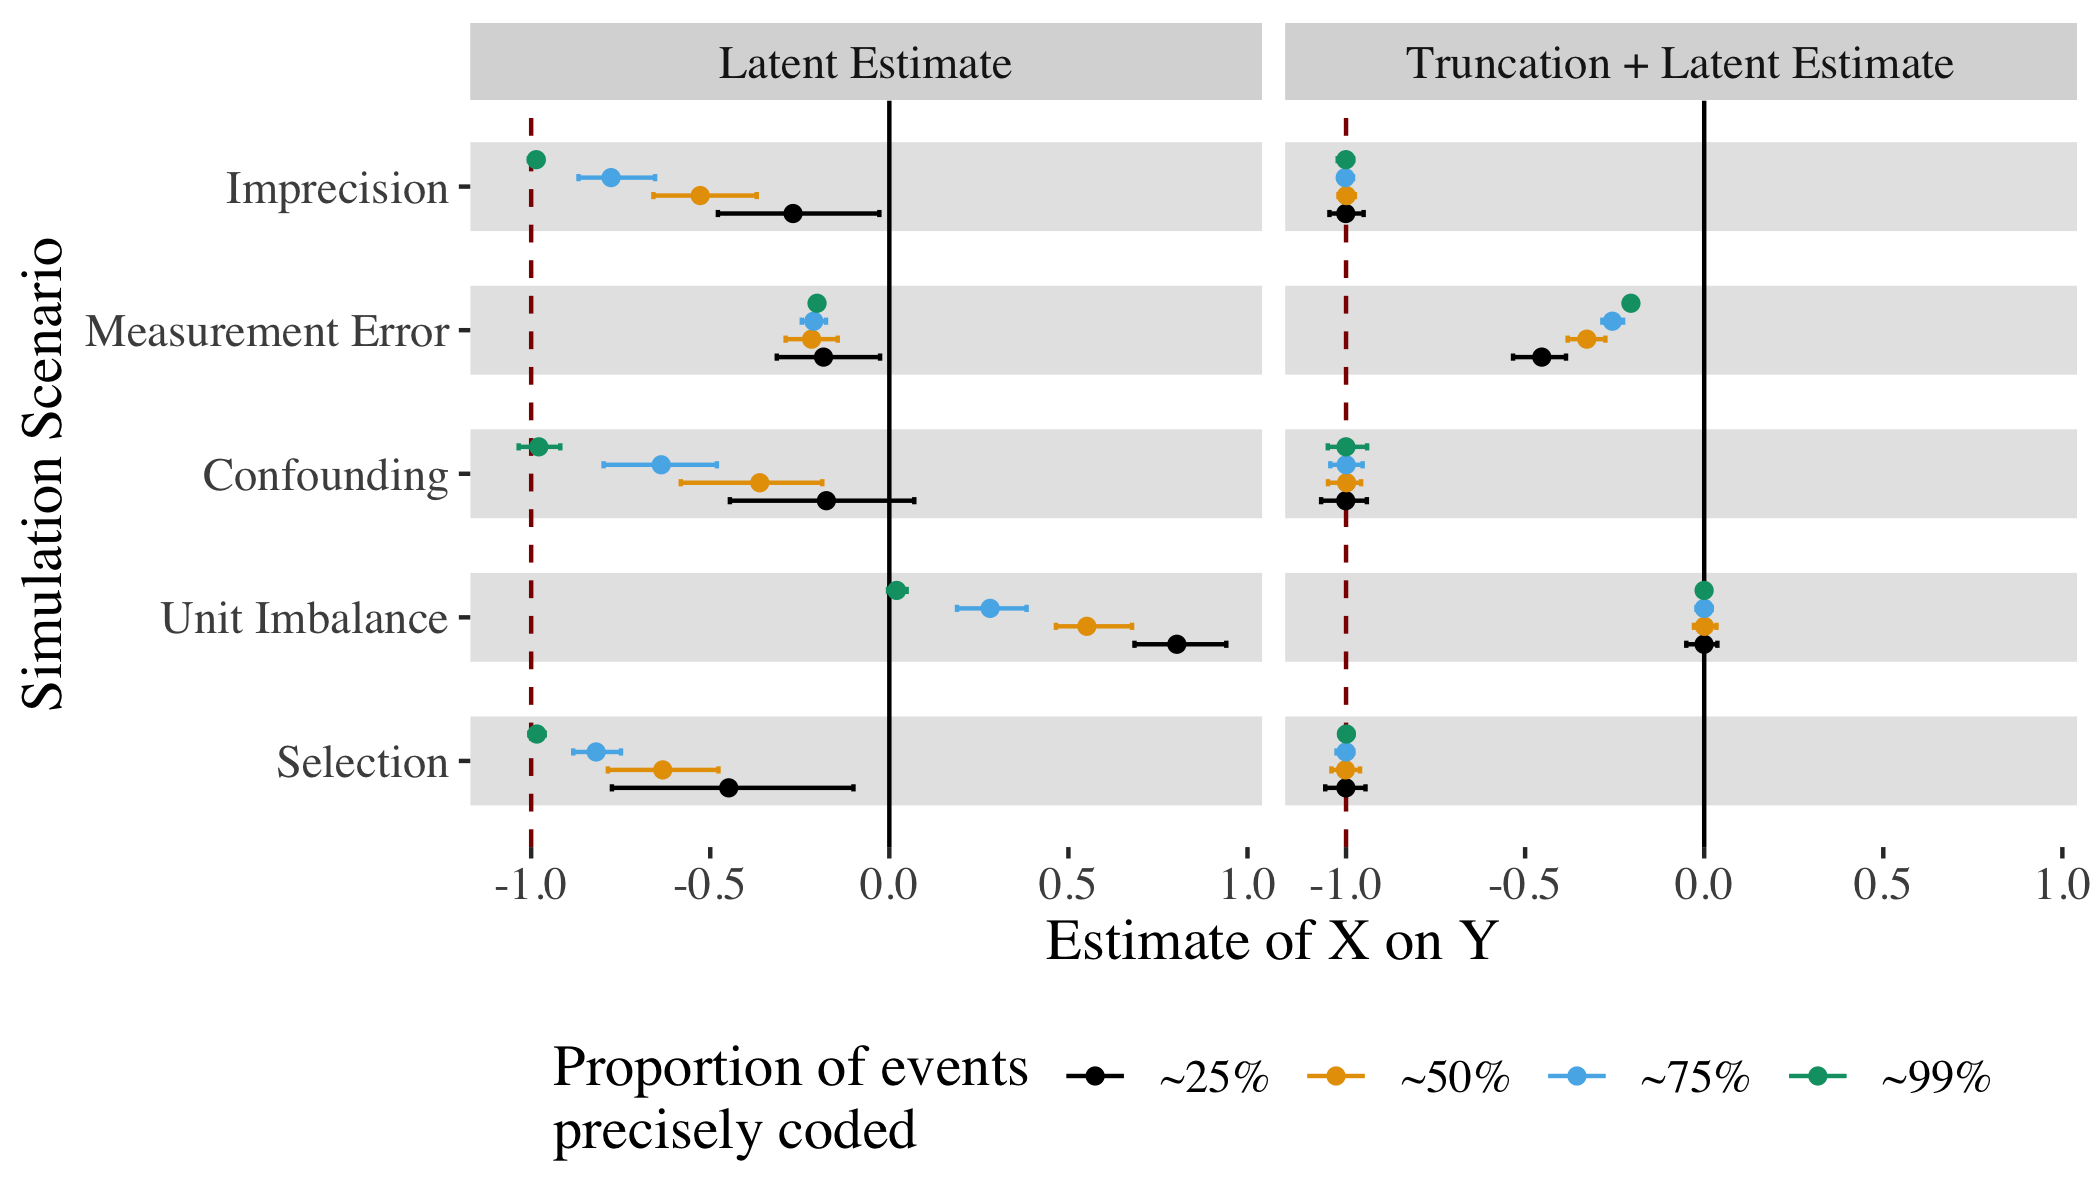 Latent Estimate
Truncation + Latent Estimate
Simulation Scenario
Imprecision
Measurement Error
Confounding
Unit Imbalance
Selection
-1.0 -0.5 0.0 0.5 1.0
-1.0 -0.5 0.0 0.5 1.0
Estimate of X on Y
Proportion of events
precisely coded
~25% ~50% ~75% ~99%